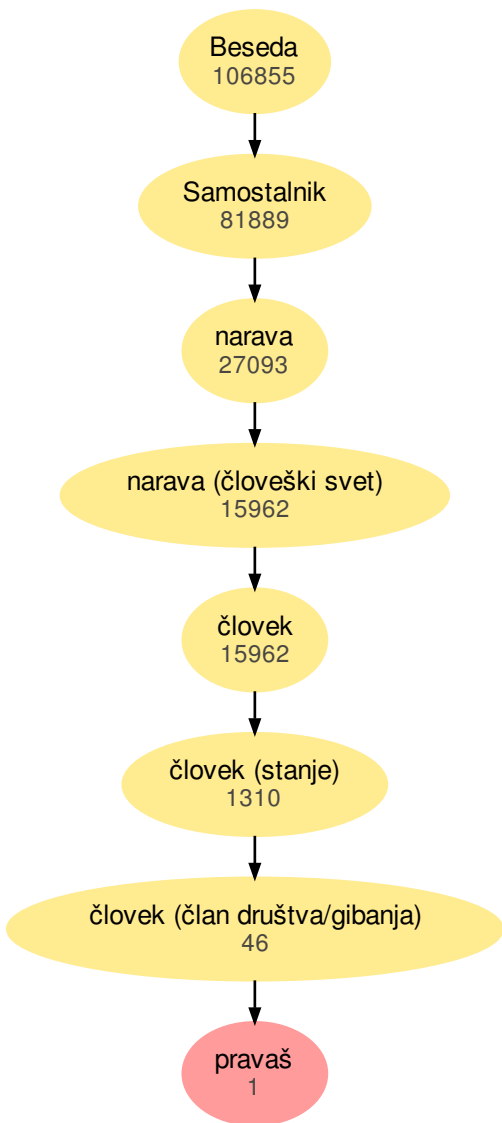 Beseda
106855
Samostalnik
81889
narava
27093
narava (človeški svet)
15962
človek
15962
človek (stanje)
1310
človek (član društva/gibanja)
46
pravaš
1